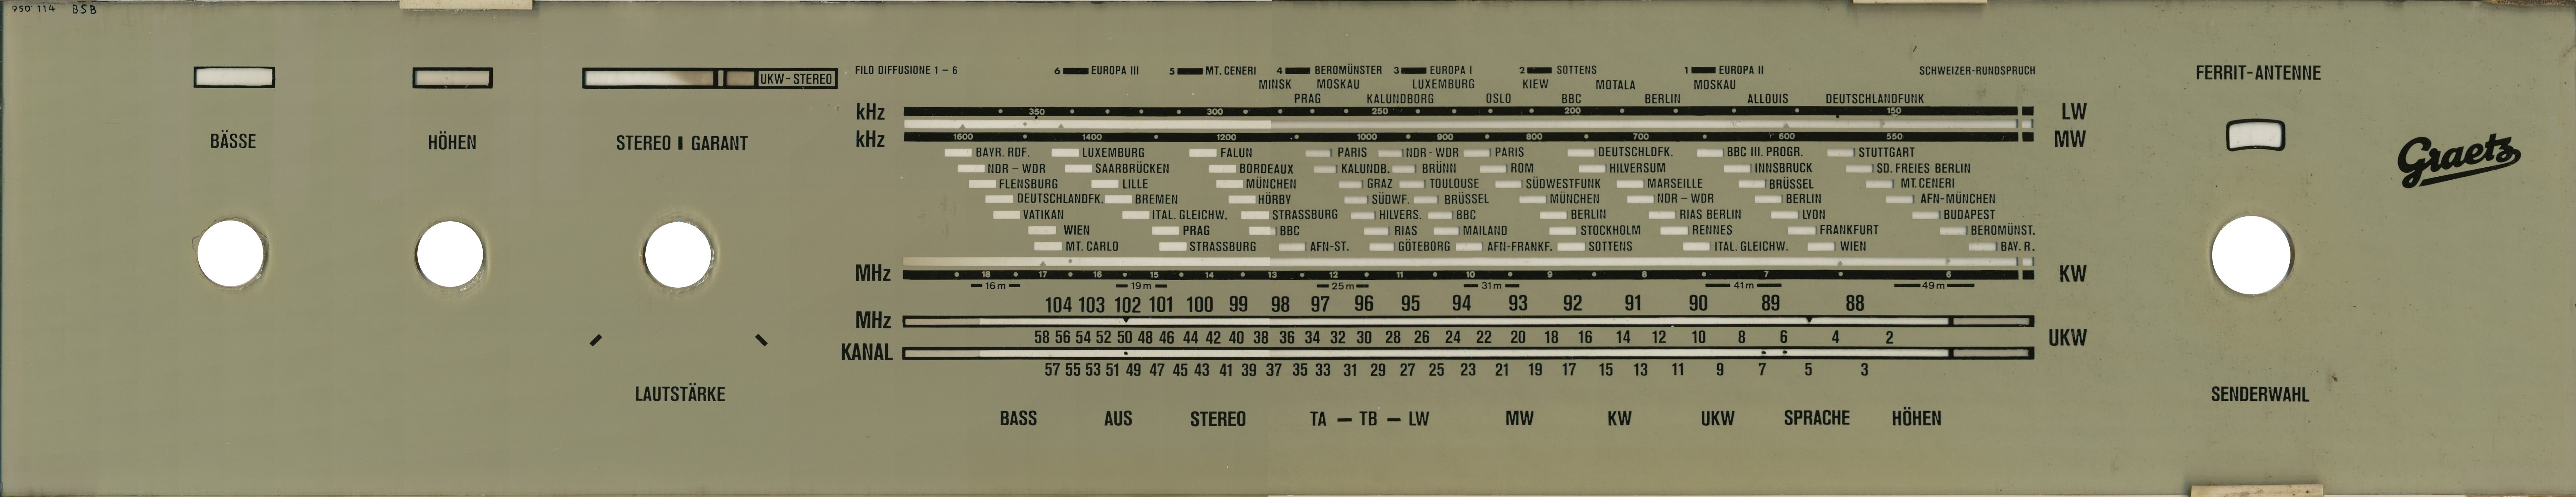 950 114 BSB
FILO DIFFUSIONE 1 – 6 6 EUROPA III 5 MT. CENERI 4 BEROMÜNSTER 3 EUROPA I 2 SOTTENS 1 EUROPA II SCHWEIZER-RUNDSPRUCH
MINSK MOSKAU LUXEMBURG KIEW MOTALA MOSKAU
PRAG KALUNDBORG OSLO BBC BERLIN ALLOUIS DEUTSCHLANDFUNK
UKW-STEREO
FERRIT-ANTENNE
kHz 350 300 250 200 150 LW
kHz 1600 1400 1200 1000 900 800 700 600 550 MW
BÄSSE HÖHEN STEREO GARANT
BAYR. RDF. LUXEMBURG FALUN PARIS NDR-WDR PARIS DEUTSCHLDFK. BBC III. PROGR. STUTTGART
NDR – WDR SAARBRÜCKEN BORDEAUX KALUNDB. BRÜNN ROM HILVERSUM INNSBRUCK SD. FREIES BERLIN
FLENSBURG LILLE MÜNCHEN GRAZ TOULOUSE SÜDWESTFUNK MARSEILLE BRÜSSEL MT. CENERI
DEUTSCHLANDFK. BREMEN HÖRBY SÜDWF. BRÜSSEL MÜNCHEN NDR – WDR BERLIN AFN-MÜNCHEN
VATIKAN ITAL. GLEICHW. STRASSBURG HILVERS. BBC BERLIN RIAS BERLIN LYON BUDAPEST
WIEN PRAG BBC RIAS MAILAND STOCKHOLM RENNES FRANKFURT BEROMÜNST.
MT. CARLO STRASSBURG AFN-ST. GÖTEBORG AFN-FRANKF. SOTTENS ITAL. GLEICHW. WIEN BAY. R.
Graetz
MHz 18 17 16 15 14 13 12 11 10 9 8 7 6 KW
16m 19m 25m 31m 41m 49m
104 103 102 101 100 99 98 97 96 95 94 93 92 91 90 89 88
MHz
58 56 54 52 50 48 46 44 42 40 38 36 34 32 30 28 26 24 22 20 18 16 14 12 10 8 6 4 2 UKW
KANAL
57 55 53 51 49 47 45 43 41 39 37 35 33 31 29 27 25 23 21 19 17 15 13 11 9 7 5 3
LAUTSTÄRKE
SENDERWAHL
BASS AUS STEREO TA – TB – LW MW KW UKW SPRACHE HÖHEN